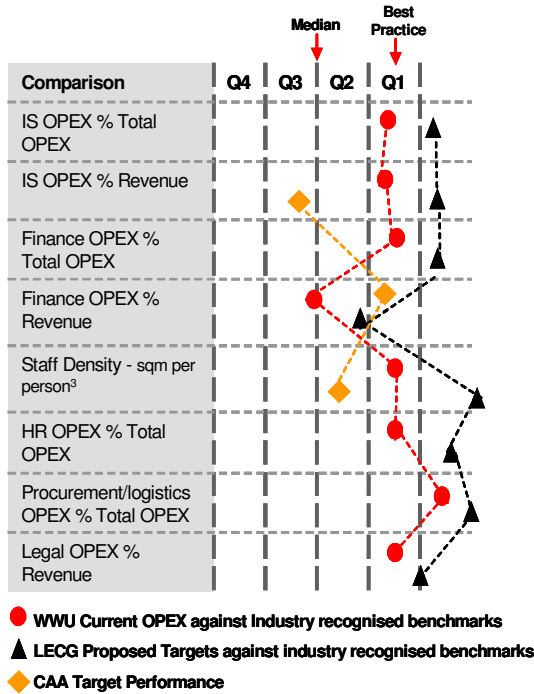 Median
Best
Practice
Comparison
Q4
Q3
Q2
Q1
IS OPEX % Total
OPEX
IS OPEX % Revenue
Finance OPEX %
Total OPEX
Finance OPEX %
Revenue
Staff Density - sqm per
person³
HR OPEX % Total
OPEX
Procurement/logistics
OPEX % Total OPEX
Legal OPEX %
Revenue
WWU Current OPEX against Industry recognised benchmarks
LECG Proposed Targets against industry recognised benchmarks
CAA Target Performance